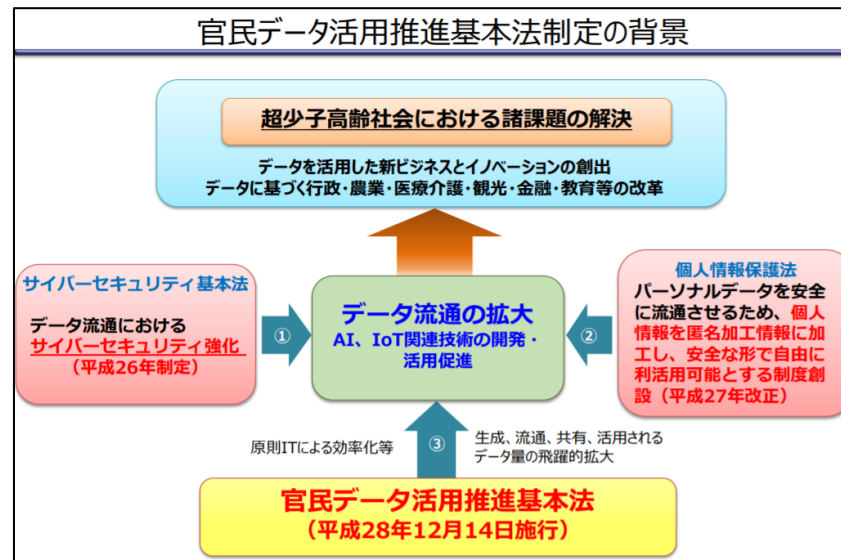 官民データ活用推進基本法制定の背景
超少子高齢社会における諸課題の解決
データを活用した新ビジネスとイノベーションの創出
データに基づく行政・農業・医療介護・観光・金融・教育等の改革
サイバーセキュリティ基本法
データ流通における
サイバーセキュリティ強化
（平成26年制定）
①
データ流通の拡大
AI、IoT関連技術の開発・
活用促進
②
個人情報保護法
パーソナルデータを安全
に流通させるため、個人
情報を匿名加工情報に加
工し、安全な形で自由に
利活用可能とする制度創
設（平成27年改正）
原則ITによる効率化等
③
生成、流通、共有、活用される
データ量の飛躍的拡大
官民データ活用推進基本法
（平成28年12月14日施行）